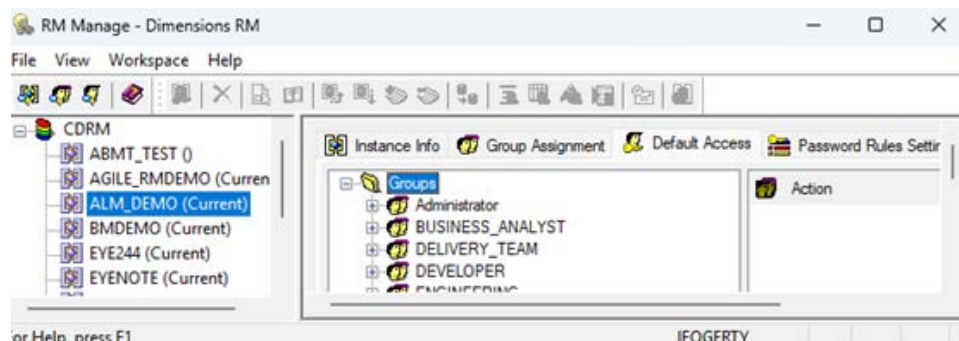 RM Manage - Dimensions RM
File View Workspace Help
CDRM
ABMT_TEST ()
AGILE_RMDEMO (Curren
ALM_DEMO (Current)
BMDEMO (Current)
EYE244 (Current)
EYENOTE (Current)
Instance Info Group Assignment Default Access Password Rules Settir
Groups
Administrator
BUSINESS_ANALYST
DELIVERY_TEAM
DEVELOPER
ENGINEERING
Action
or Help, press F1 JFOGERTY